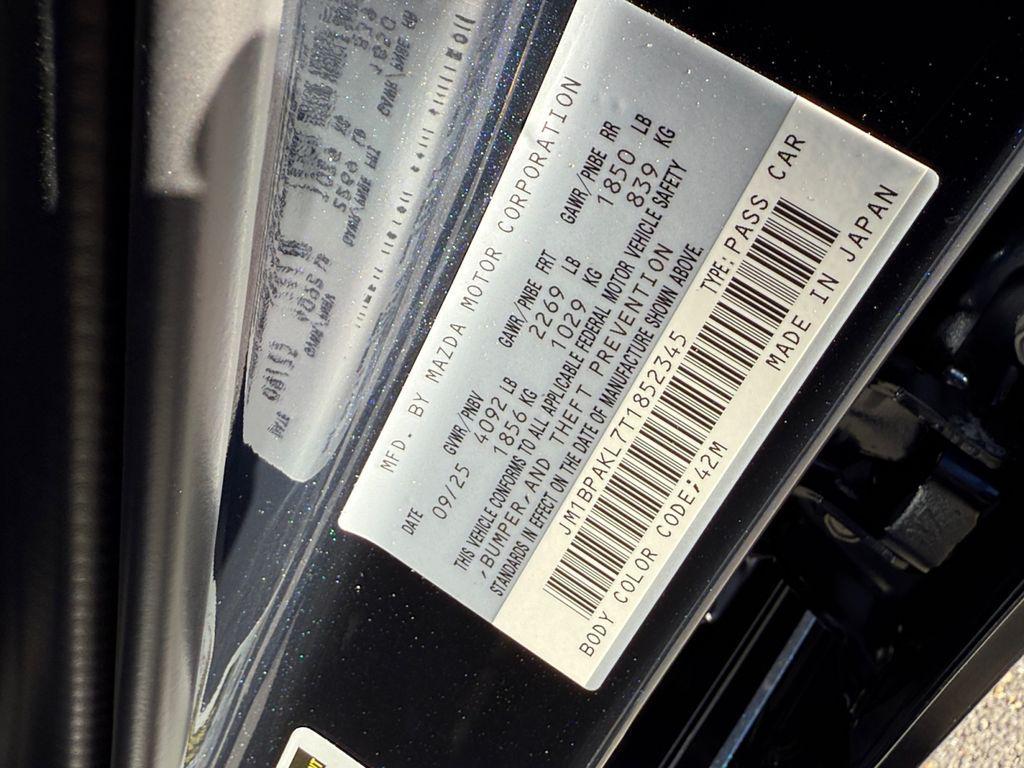 MFD. BY MAZDA MOTOR CORPORATION
DATE GVWR/PNBV GAWR/PNBE FRT GAWR/PNBE RR
09/25 4092 LB 2269 LB 1850 LB
1856 KG 1029 KG 839 KG
THIS VEHICLE CONFORMS TO ALL APPLICABLE FEDERAL MOTOR VEHICLE SAFETY
,BUMPER,AND THEFT PREVENTION
STANDARDS IN EFFECT ON THE DATE OF MANUFACTURE SHOWN ABOVE.
JM1BPAKL7T1852345 TYPE:PASS CAR
BODY COLOR CODE;42M MADE IN JAPAN